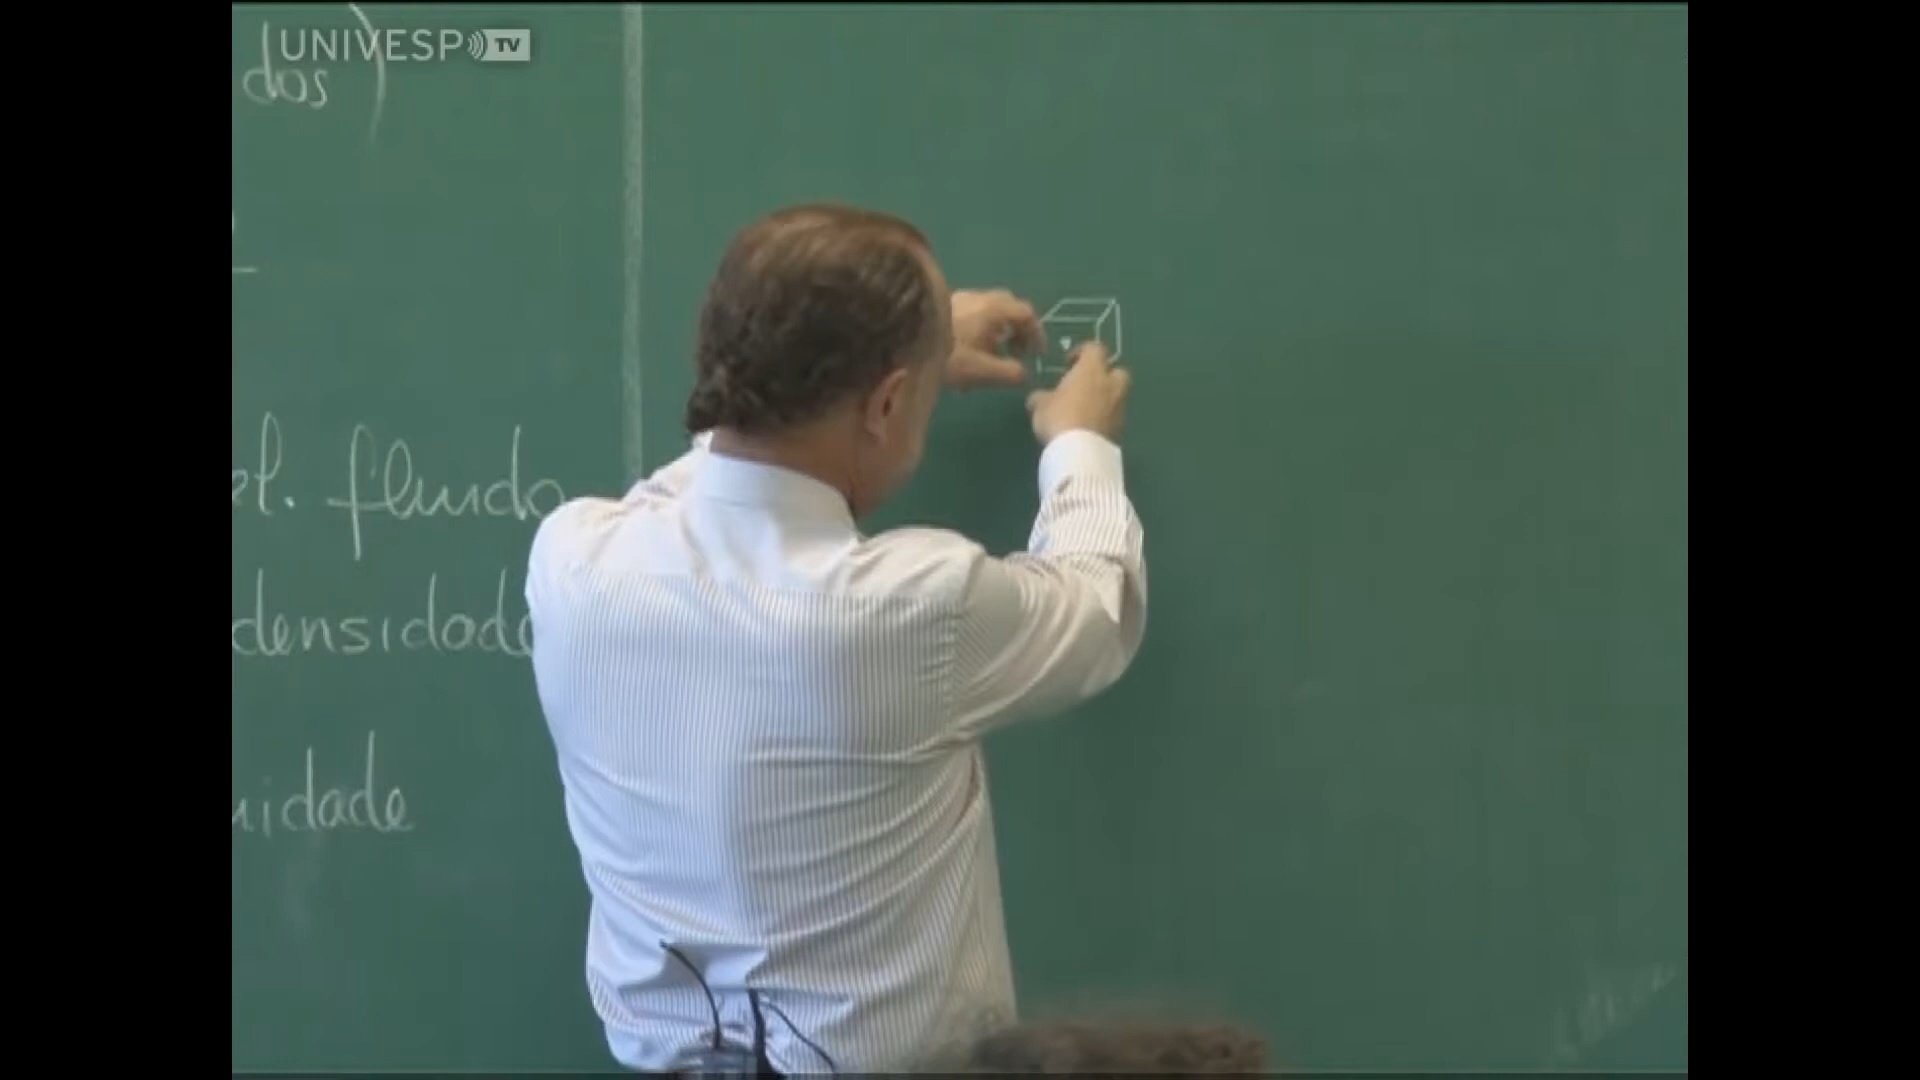 UNIVESP TV
dos)
el. fluido
densidade
uidade